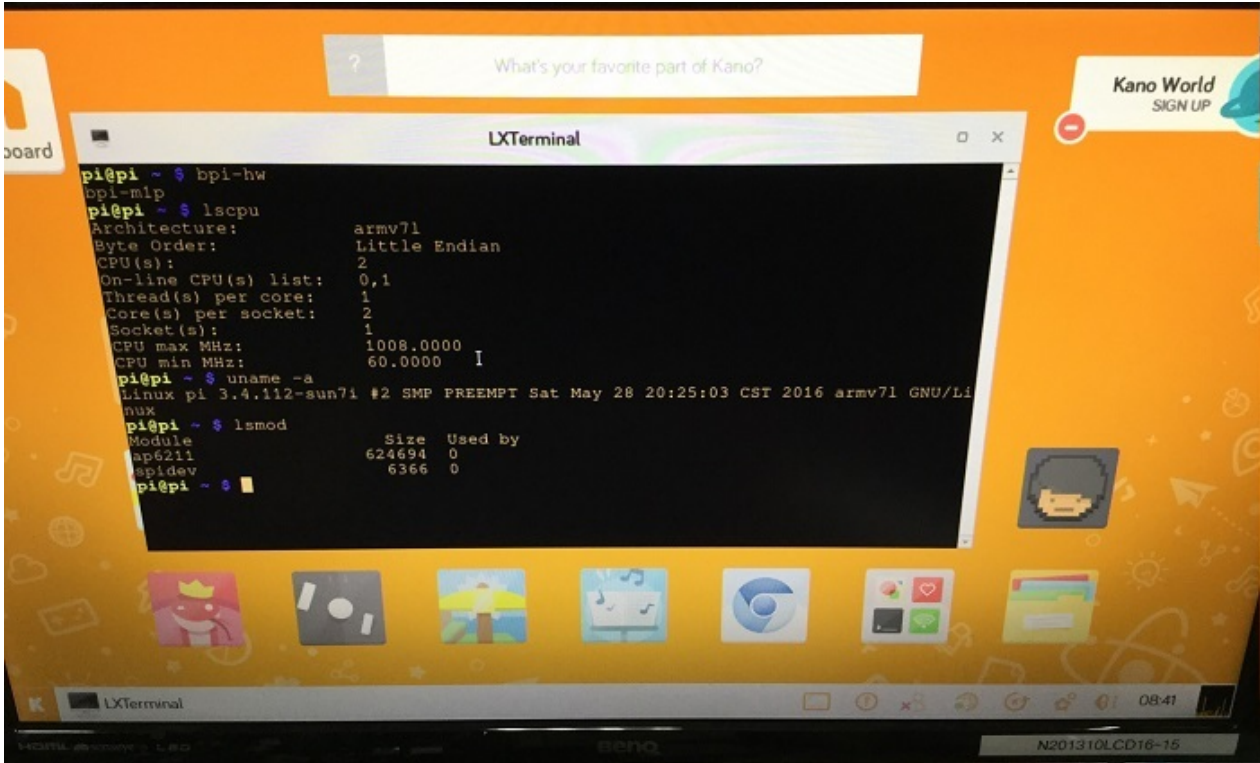 ?
What's your favorite part of Kano?
Kano World
SIGN UP
board
LXTerminal
pi@pi ~ $ bpi-hw
bpi-m1p
pi@pi ~ $ lscpu
Architecture: armv7l
Byte Order: Little Endian
CPU(s): 2
On-line CPU(s) list: 0,1
Thread(s) per core: 1
Core(s) per socket: 2
Socket(s): 1
CPU max MHz: 1008.0000
CPU min MHz: 60.0000
pi@pi ~ $ uname -a
Linux pi 3.4.112-sun7i #2 SMP PREEMPT Sat May 28 20:25:03 CST 2016 armv7l GNU/Li
nux
pi@pi ~ $ lsmod
Module Size Used by
ap6211 624694 0
spidev 6366 0
pi@pi ~ $
K LXTerminal 08:41
HDMI LED
BenQ
N201310LCD16-15